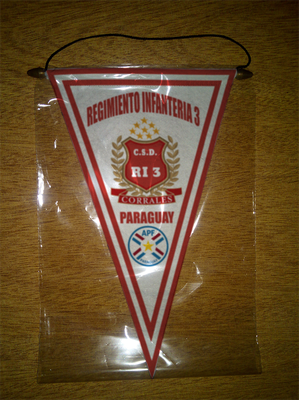 REGIMIENTO INFANTERIA 3
C.S.D.
RI 3
CORRALES
PARAGUAY
APF